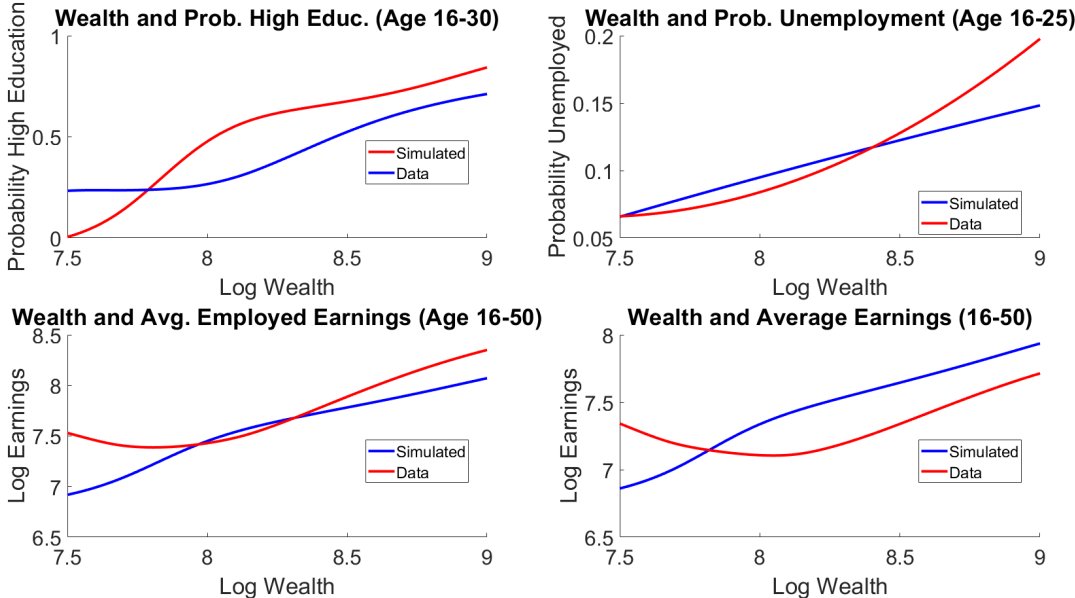 Wealth and Prob. High Educ. (Age 16-30)
Probability High Education
1
0.5
0
7.5
8
8.5
9
Log Wealth
Simulated
Data
Wealth and Prob. Unemployment (Age 16-25)
Probability Unemployed
0.2
0.15
0.1
0.05
7.5
8
8.5
9
Log Wealth
Simulated
Data
Wealth and Avg. Employed Earnings (Age 16-50)
Log Earnings
8.5
8
7.5
7
6.5
7.5
8
8.5
9
Log Wealth
Simulated
Data
Wealth and Average Earnings (16-50)
Log Earnings
8
7.5
7
6.5
7.5
8
8.5
9
Log Wealth
Simulated
Data